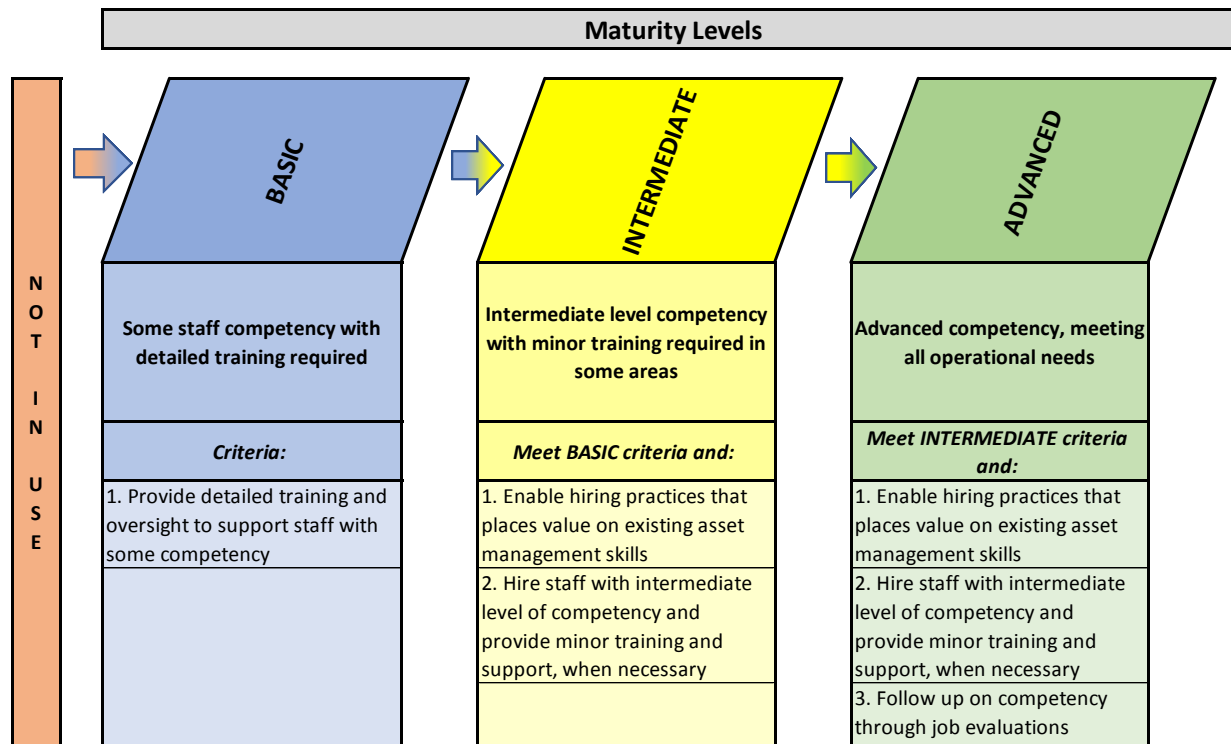 Maturity Levels
NOT IN USE
BASIC
INTERMEDIATE
ADVANCED
Some staff competency with
detailed training required
Intermediate level competency
with minor training required in
some areas
Advanced competency, meeting
all operational needs
Criteria:
Meet BASIC criteria and:
Meet INTERMEDIATE criteria
and:
1. Provide detailed training and
oversight to support staff with
some competency
1. Enable hiring practices that
places value on existing asset
management skills
2. Hire staff with intermediate
level of competency and
provide minor training and
support, when necessary
1. Enable hiring practices that
places value on existing asset
management skills
2. Hire staff with intermediate
level of competency and
provide minor training and
support, when necessary
3. Follow up on competency
through job evaluations